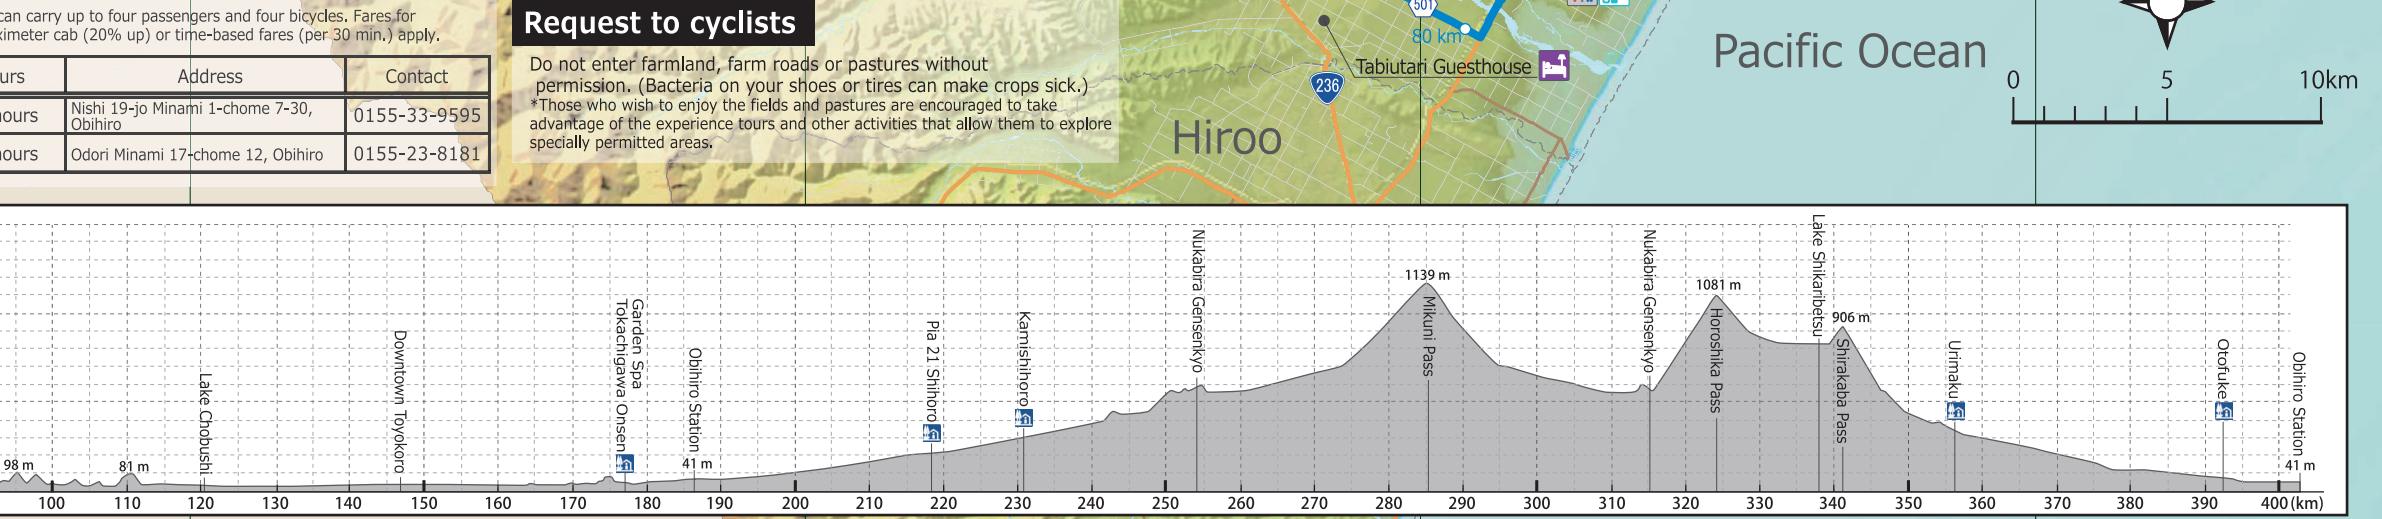 can carry up to four passengers and four bicycles. Fares for
ximeter cab (20% up) or time-based fares (per 30 min.) apply.
urs Address Contact
ours Nishi 19-jo Minami 1-chome 7-30,
Obihiro 0155-33-9595
ours Odori Minami 17-chome 12, Obihiro 0155-23-8181
Request to cyclists
Do not enter farmland, farm roads or pastures without
permission. (Bacteria on your shoes or tires can make crops sick.)
*Those who wish to enjoy the fields and pastures are encouraged to take
advantage of the experience tours and other activities that allow them to explore
specially permitted areas.
501
80 km
Tabiutari Guesthouse
236
Hiroo
Pacific Ocean
0 5 10km
98 m
81 m
Lake Chobushi
Downtown Toyokoro
Garden Spa
Tokachigawa Onsen
Obihiro Station
41 m
Pia 21 Shihoro
Kamishihoro
Nukabira Gensenkyo
1139 m
Mikuni Pass
Nukabira Gensenkyo
1081 m
Horoshika Pass
Lake Shikaribetsu
906 m
Shirakaba Pass
Urimaku
Otofuke
Obihiro Station
41 m
100 110 120 130 140 150 160 170 180 190 200 210 220 230 240 250 260 270 280 290 300 310 320 330 340 350 360 370 380 390 400 (km)